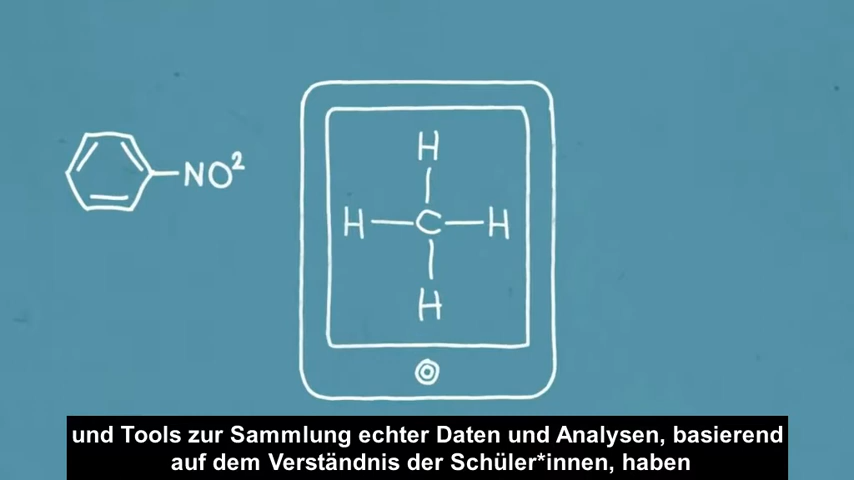 H
NO²
H C H
H
und Tools zur Sammlung echter Daten und Analysen, basierend
auf dem Verständnis der Schüler*innen, haben